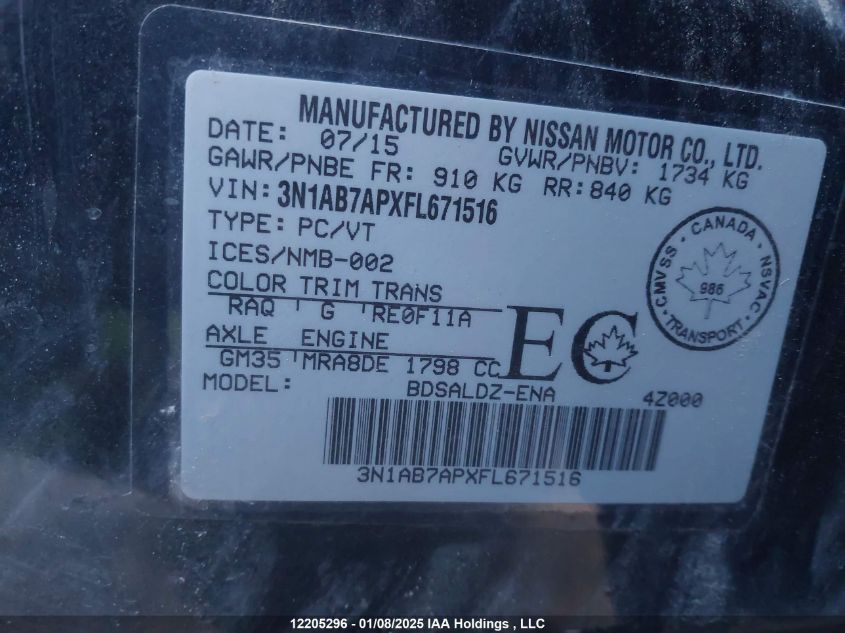 MANUFACTURED BY NISSAN MOTOR CO., LTD.
DATE: 07/15 GVWR/PNBV: 1734 KG
GAWR/PNBE FR: 910 KG RR: 840 KG
VIN: 3N1AB7APXFL671516
TYPE: PC/VT
ICES/NMB-002
COLOR TRIM TRANS
RAQ G RE0F11A
AXLE ENGINE
GM35 MRA8DE 1798 CC
EC
CMVSS · CANADA · NSVAC · TRANSPORT ·
986
MODEL: BDSALDZ-ENA 4Z000
3N1AB7APXFL671516
12205296 - 01/08/2025 IAA Holdings , LLC